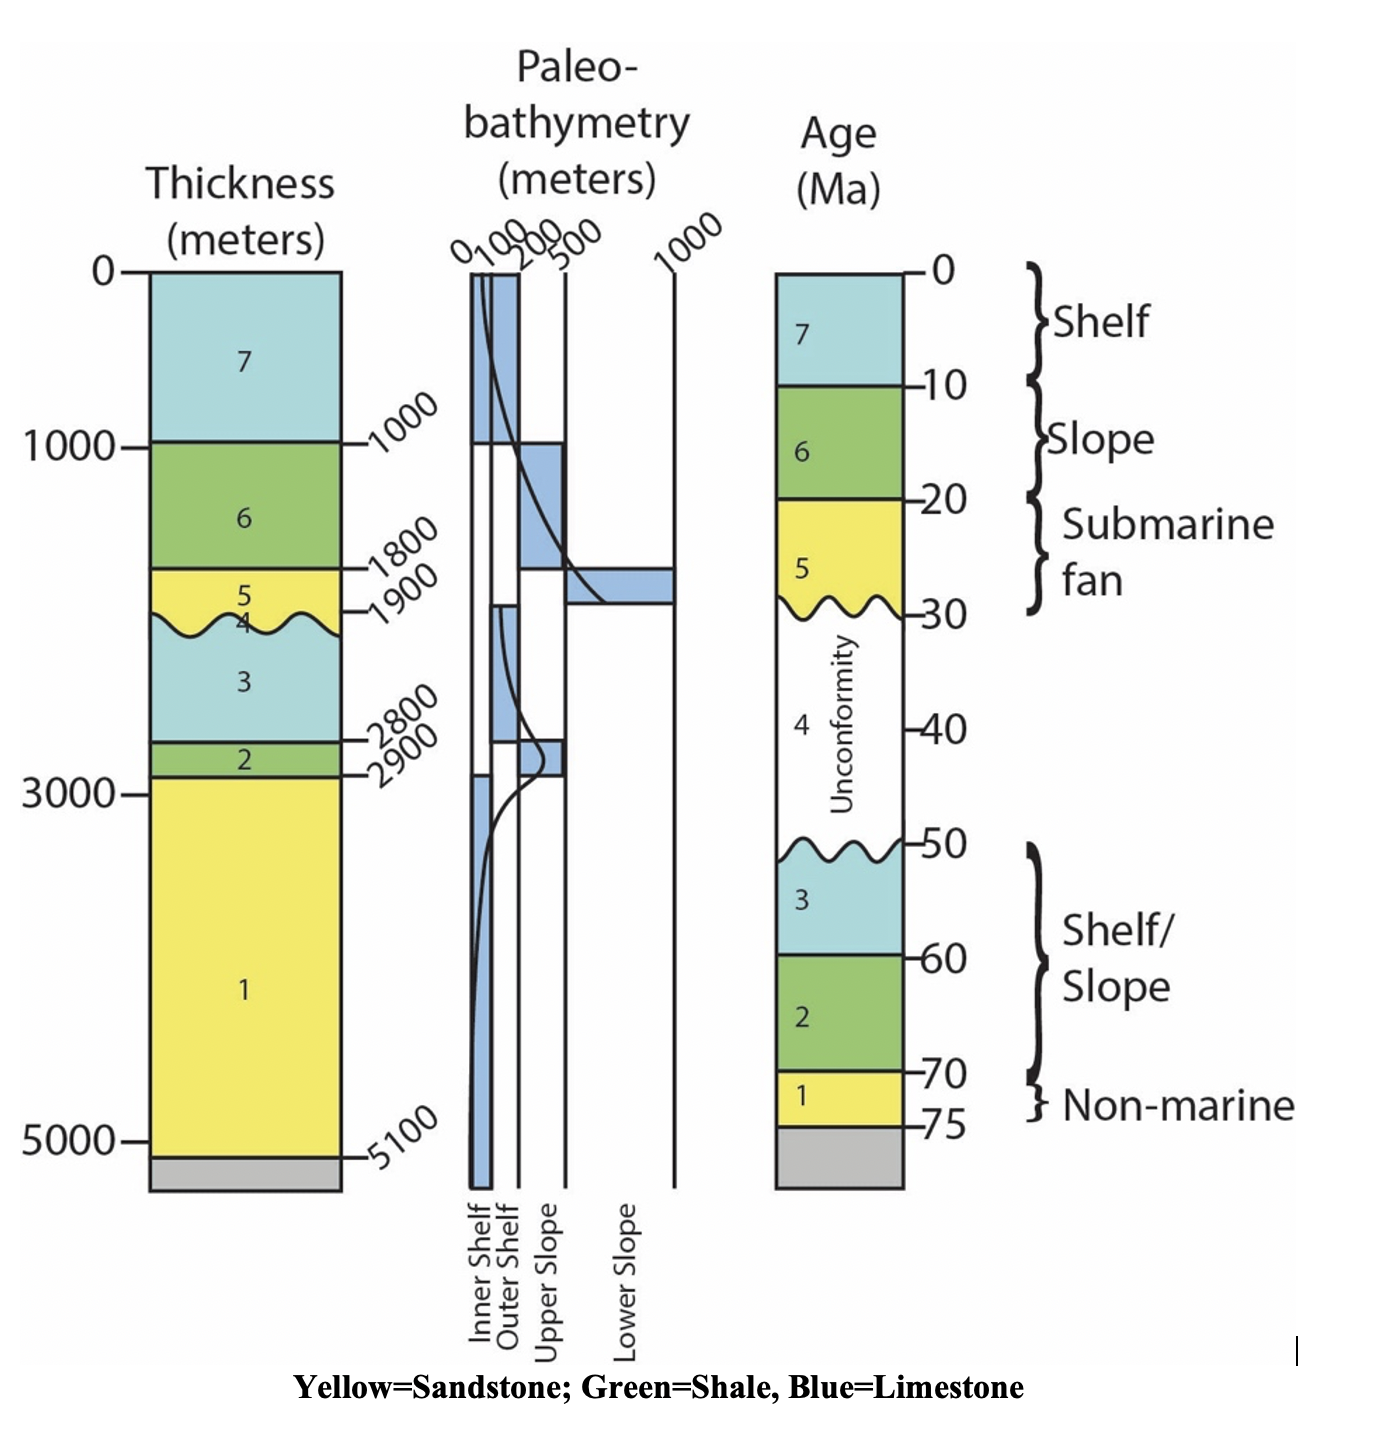 Paleo-
bathymetry
(meters)
Age
(Ma)
Thickness
(meters)
0
1000
3000
5000
7
6
5
4
3
2
1
1000
1800
1900
2800
2900
5100
0
100
200
500
1000
Inner Shelf
Outer Shelf
Upper Slope
Lower Slope
7
6
5
4
Unconformity
3
2
1
0
10
20
30
40
50
60
70
75
Shelf
Slope
Submarine
fan
Shelf/
Slope
Non-marine
Yellow=Sandstone; Green=Shale, Blue=Limestone